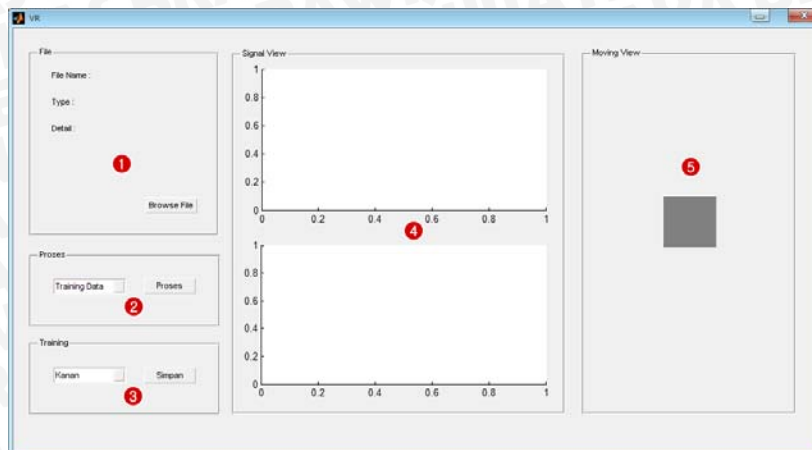 VR
File
File Name :
Type :
Detail :
1
Browse File
Proses
Training Data
Proses
2
Training
Kanan
Simpan
3
Signal View
1
0.8
0.6
0.4
0.2
0
0 0.2 0.4 0.6 0.8 1
4
1
0.8
0.6
0.4
0.2
0
0 0.2 0.4 0.6 0.8 1
Moving View
5